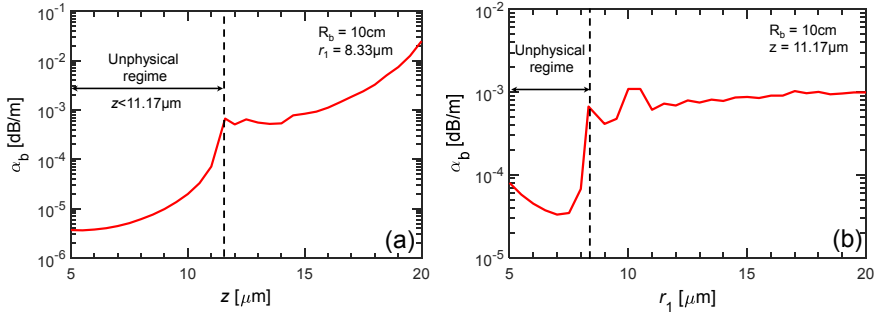 10⁻¹
10⁻²
10⁻³
10⁻⁴
10⁻⁵
10⁻⁶
α_b [dB/m]
Unphysical
regime
z<11.17μm
R_b = 10cm
r_1 = 8.33μm
(a)
5 10 15 20
z [μm]
10⁻²
10⁻³
10⁻⁴
10⁻⁵
α_b [dB/m]
Unphysical
regime
R_b = 10cm
z = 11.17μm
(b)
5 10 15 20
r_1 [μm]